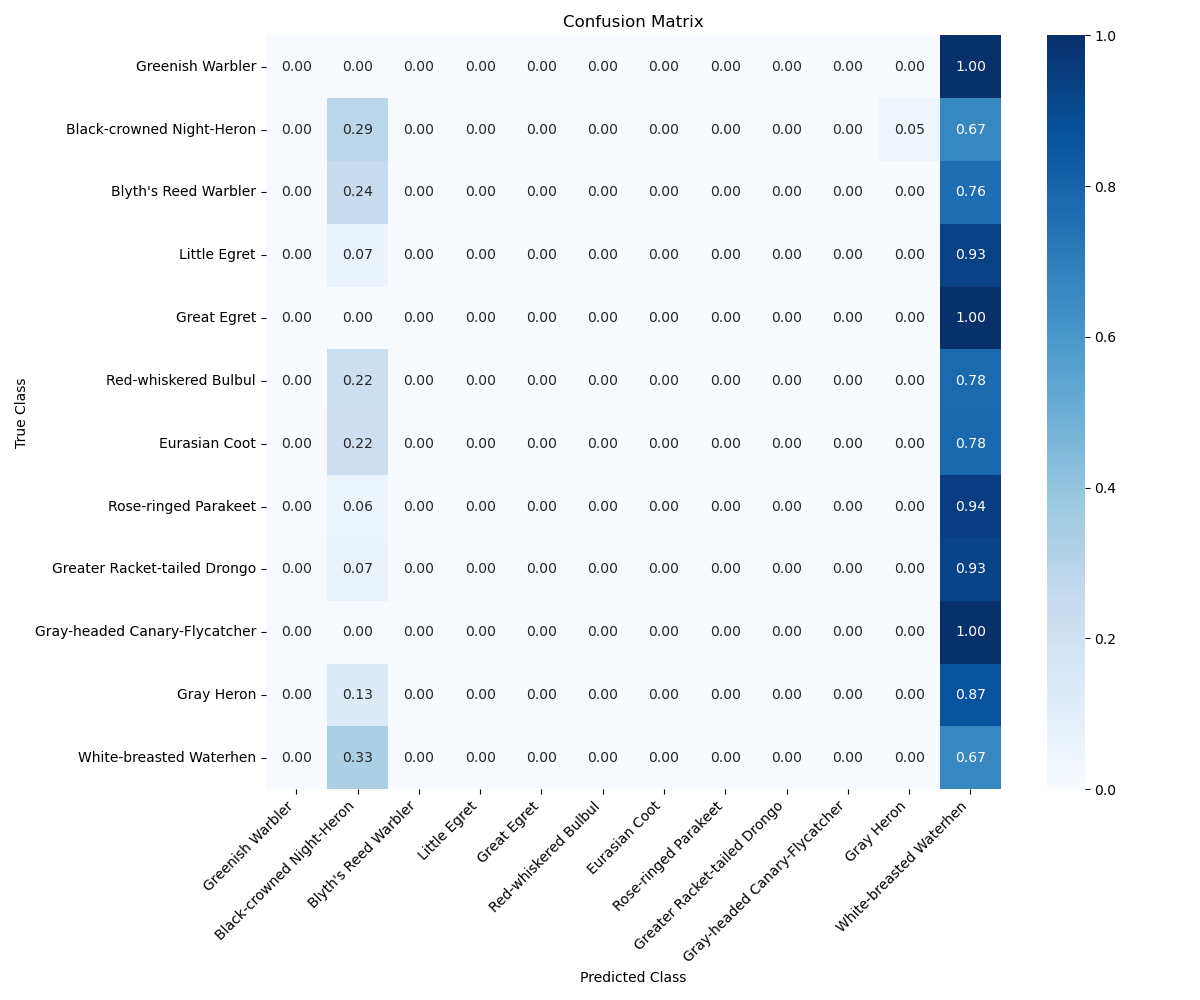 Confusion Matrix
Greenish Warbler 0.00 0.00 0.00 0.00 0.00 0.00 0.00 0.00 0.00 0.00 0.00 1.00
Black-crowned Night-Heron 0.00 0.29 0.00 0.00 0.00 0.00 0.00 0.00 0.00 0.00 0.05 0.67
Blyth's Reed Warbler 0.00 0.24 0.00 0.00 0.00 0.00 0.00 0.00 0.00 0.00 0.00 0.76
Little Egret 0.00 0.07 0.00 0.00 0.00 0.00 0.00 0.00 0.00 0.00 0.00 0.93
Great Egret 0.00 0.00 0.00 0.00 0.00 0.00 0.00 0.00 0.00 0.00 0.00 1.00
Red-whiskered Bulbul 0.00 0.22 0.00 0.00 0.00 0.00 0.00 0.00 0.00 0.00 0.00 0.78
Eurasian Coot 0.00 0.22 0.00 0.00 0.00 0.00 0.00 0.00 0.00 0.00 0.00 0.78
Rose-ringed Parakeet 0.00 0.06 0.00 0.00 0.00 0.00 0.00 0.00 0.00 0.00 0.00 0.94
Greater Racket-tailed Drongo 0.00 0.07 0.00 0.00 0.00 0.00 0.00 0.00 0.00 0.00 0.00 0.93
Gray-headed Canary-Flycatcher 0.00 0.00 0.00 0.00 0.00 0.00 0.00 0.00 0.00 0.00 0.00 1.00
Gray Heron 0.00 0.13 0.00 0.00 0.00 0.00 0.00 0.00 0.00 0.00 0.00 0.87
White-breasted Waterhen 0.00 0.33 0.00 0.00 0.00 0.00 0.00 0.00 0.00 0.00 0.00 0.67
True Class
Greenish Warbler
Black-crowned Night-Heron
Blyth's Reed Warbler
Little Egret
Great Egret
Red-whiskered Bulbul
Eurasian Coot
Rose-ringed Parakeet
Greater Racket-tailed Drongo
Gray-headed Canary-Flycatcher
Gray Heron
White-breasted Waterhen
Predicted Class
1.0
0.8
0.6
0.4
0.2
0.0